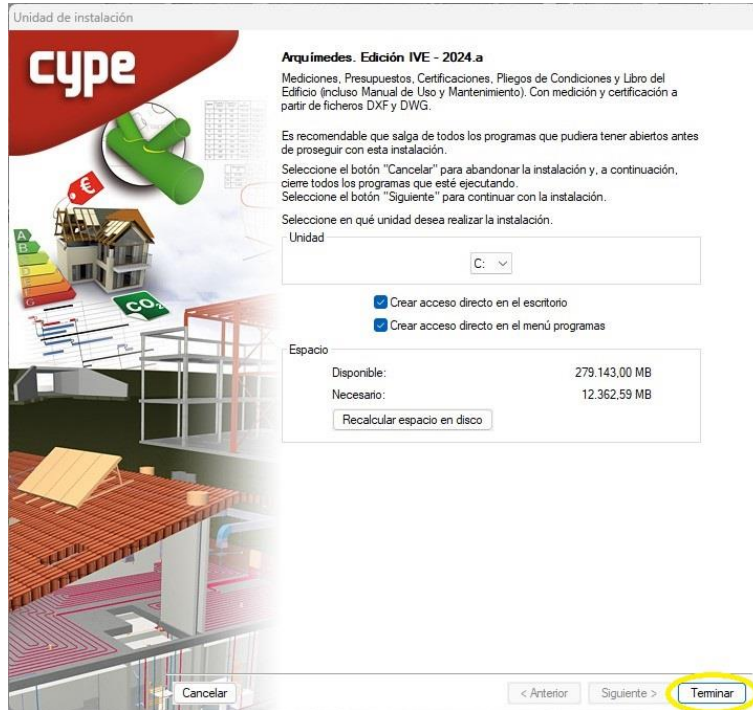 Unidad de instalación
cype
Arquímedes. Edición IVE - 2024.a
Mediciones, Presupuestos, Certificaciones, Pliegos de Condiciones y Libro del
Edificio (incluso Manual de Uso y Mantenimiento). Con medición y certificación a
partir de ficheros DXF y DWG.
Es recomendable que salga de todos los programas que pudiera tener abiertos antes
de proseguir con esta instalación.
Seleccione el botón "Cancelar" para abandonar la instalación y, a continuación,
cierre todos los programas que esté ejecutando.
Seleccione el botón "Siguiente" para continuar con la instalación.
Seleccione en qué unidad desea realizar la instalación.
Unidad
C:
Crear acceso directo en el escritorio
Crear acceso directo en el menú programas
Espacio
Disponible: 279.143,00 MB
Necesario: 12.362,59 MB
Recalcular espacio en disco
€
A
B
D
E
G
CO2
Cancelar
< Anterior
Siguiente >
Terminar